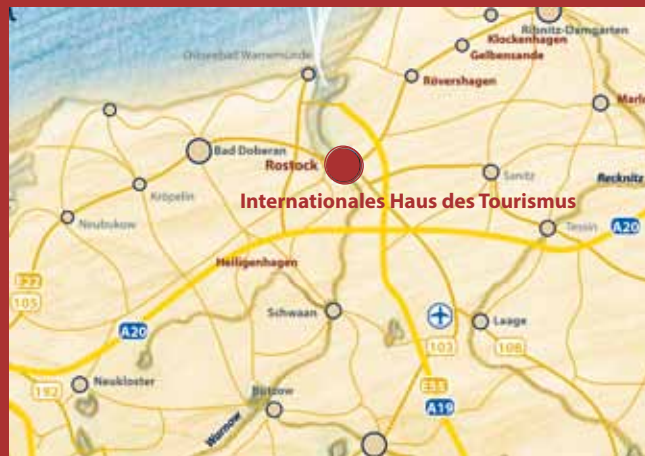 Ribnitz-Damgarten
Klockenhagen
Gelbensande
Ostseebad Warnemünde
Rövershagen
Bad Doberan
Rostock
Sanitz
Recknitz
Kröpelin
Internationales Haus des Tourismus
Neubukow
Tessin
A20
Heiligenhagen
E22
105
Schwaan
Laage
A20
103
108
Neukloster
192
E55
Bützow
A19
Warnow